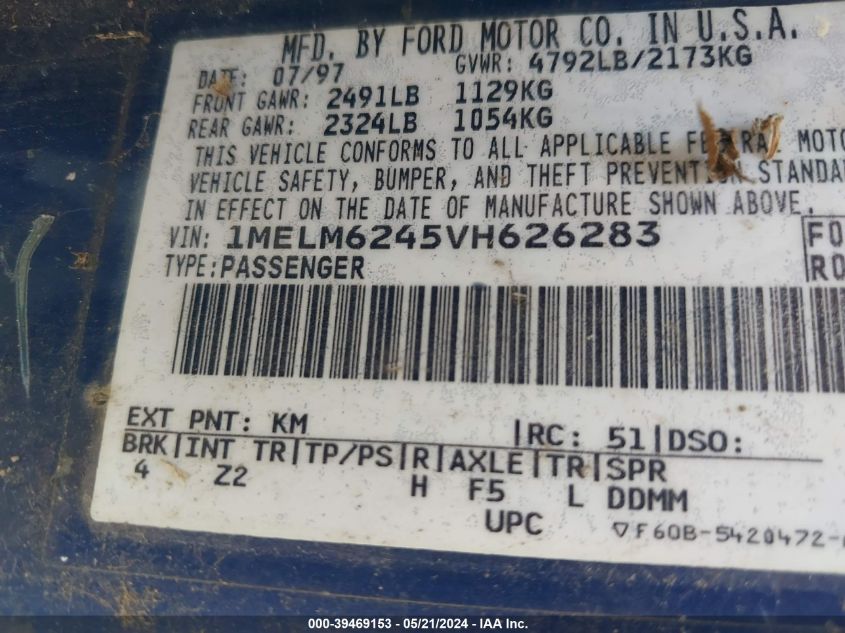 MFD. BY FORD MOTOR CO. IN U.S.A.
DATE: 07/97 GVWR: 4792LB/2173KG
FRONT GAWR: 2491LB 1129KG
REAR GAWR: 2324LB 1054KG
THIS VEHICLE CONFORMS TO ALL APPLICABLE MOTO
VEHICLE SAFETY, BUMPER, AND THEFT PREVENTION STANDA
IN EFFECT ON THE DATE OF MANUFACTURE SHOWN ABOVE.
VIN: 1MELM6245VH626283 FO
TYPE: PASSENGER RO
EXT PNT: KM RC: 51 DSO:
BRK INT TR TP/PS R AXLE TR SPR
4 Z2 H F5 L DDMM
UPC ▽F60B-5420472-
000-39469153 - 05/21/2024 - IAA Inc.